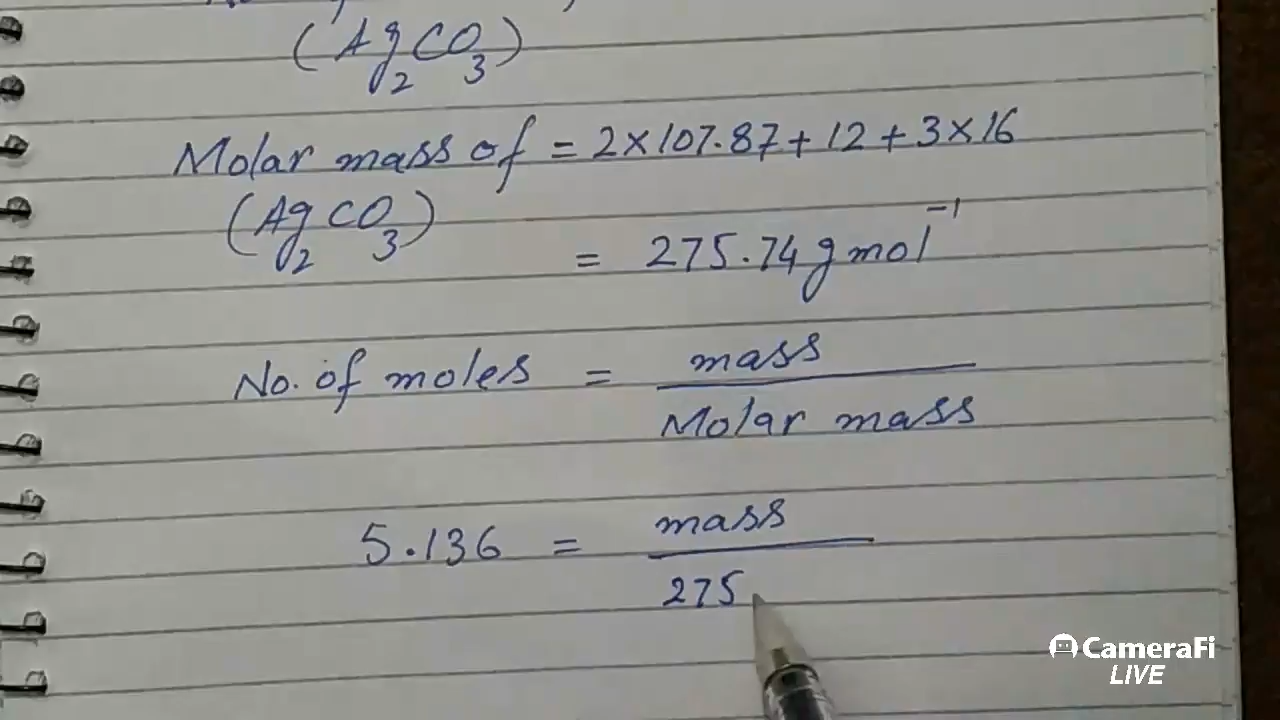 (Ag2CO3)
Molar mass of = 2×107.87+12+3×16
(Ag2CO3)
= 275.74 g mol⁻¹
No. of moles = mass
Molar mass
5.136 = mass
275
CameraFi
LIVE